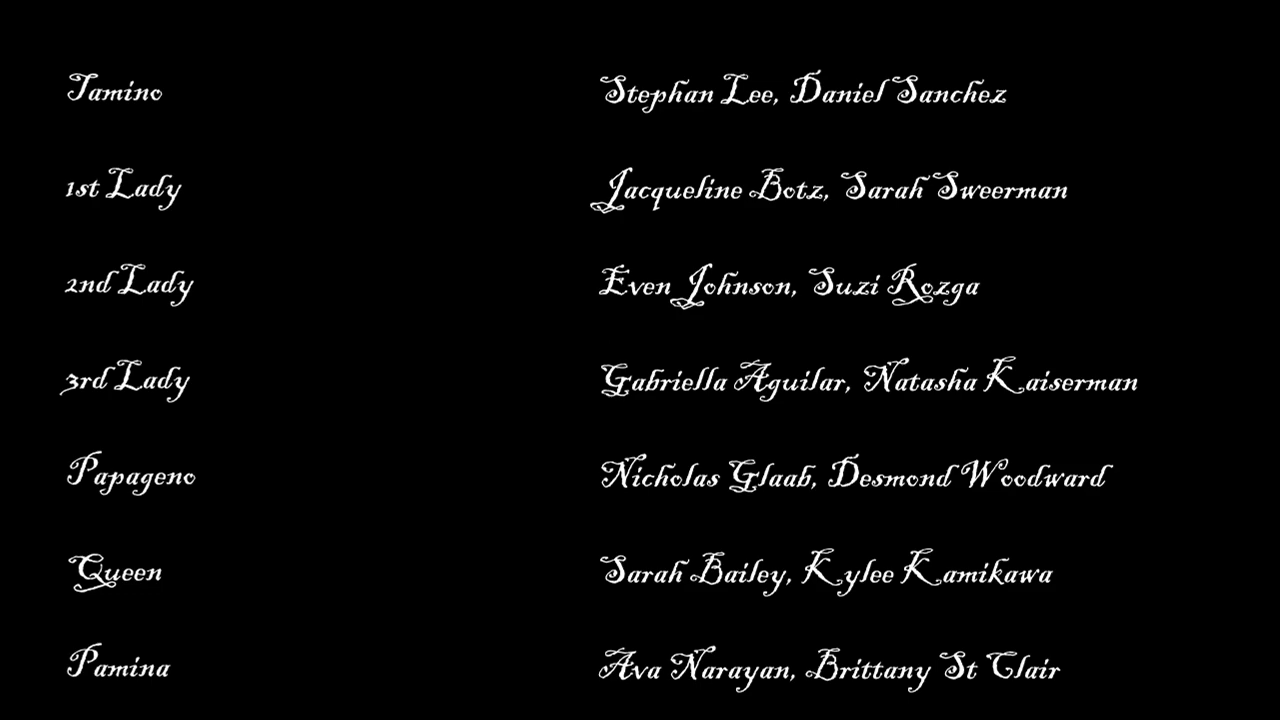 Tamino Stephan Lee, Daniel Sanchez
1st Lady Jacqueline Botz, Sarah Sweerman
2nd Lady Even Johnson, Suzi Rozga
3rd Lady Gabriella Aguilar, Natasha Kaiserman
Papageno Nicholas Glaab, Desmond Woodward
Queen Sarah Bailey, Kylee Kamikawa
Pamina Ava Narayan, Brittany St Clair